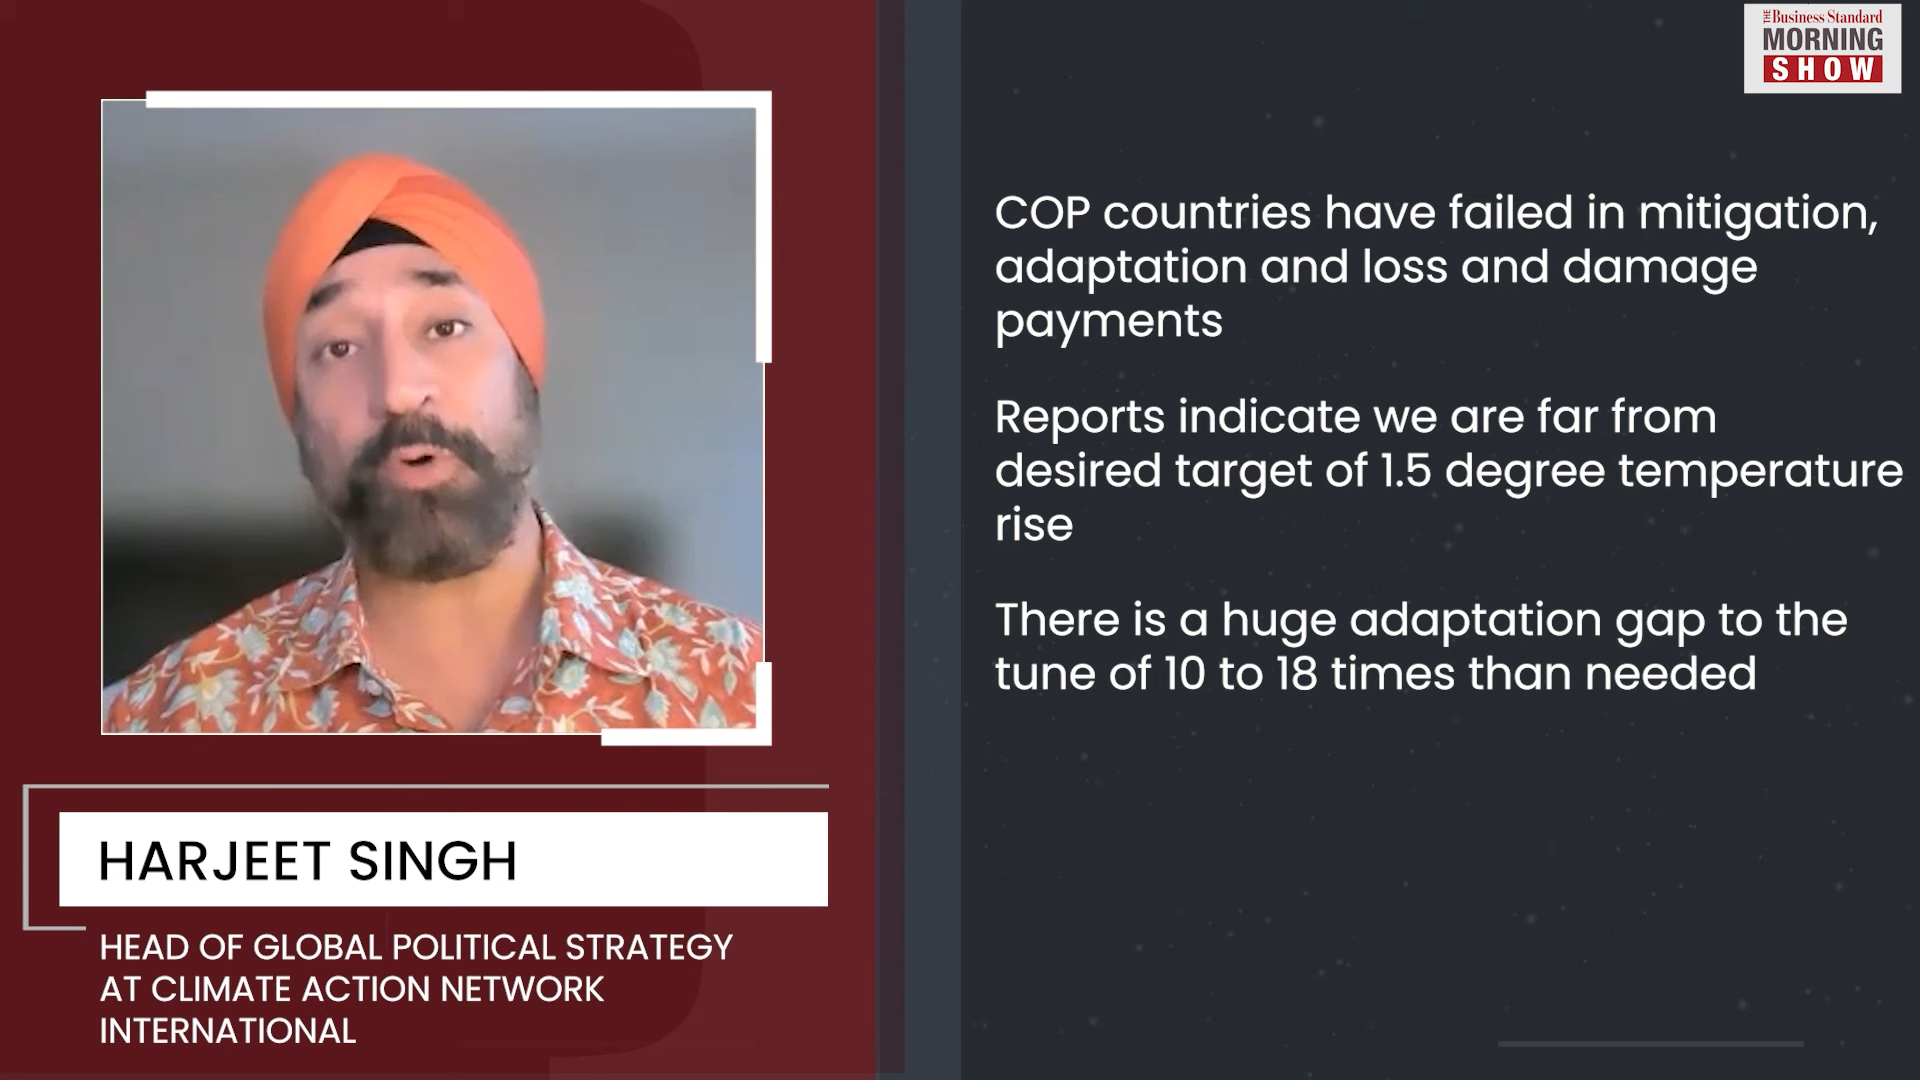 THE Business Standard
MORNING
SHOW
COP countries have failed in mitigation,
adaptation and loss and damage
payments
Reports indicate we are far from
desired target of 1.5 degree temperature
rise
There is a huge adaptation gap to the
tune of 10 to 18 times than needed
HARJEET SINGH
HEAD OF GLOBAL POLITICAL STRATEGY
AT CLIMATE ACTION NETWORK
INTERNATIONAL